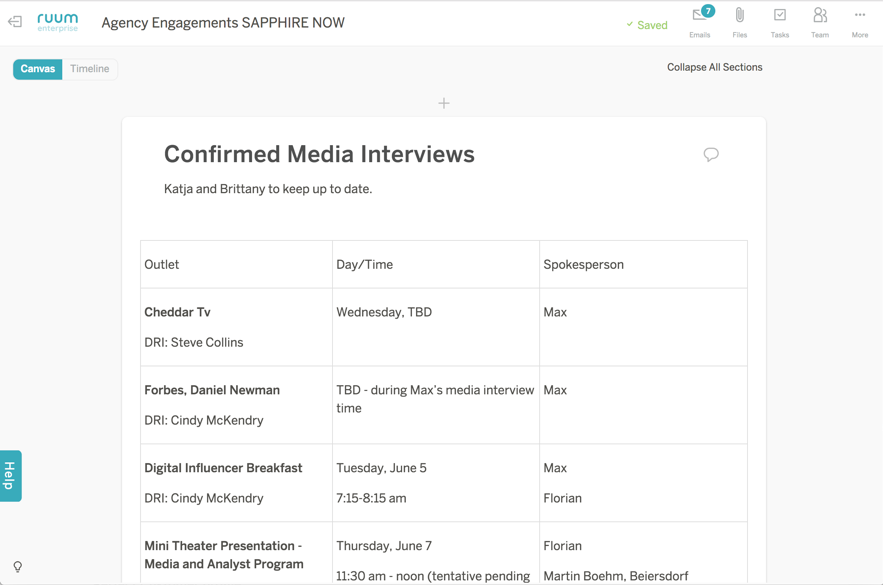 ruum
enterprise
Agency Engagements SAPPHIRE NOW
Saved
7
Emails
Files
Tasks
Team
More
Canvas
Timeline
Collapse All Sections
Confirmed Media Interviews
Katja and Brittany to keep up to date.
Outlet
Day/Time
Spokesperson
Cheddar Tv
DRI: Steve Collins
Wednesday, TBD
Max
Forbes, Daniel Newman
DRI: Cindy McKendry
TBD - during Max's media interview
time
Max
Digital Influencer Breakfast
DRI: Cindy McKendry
Tuesday, June 5
7:15-8:15 am
Max
Florian
Mini Theater Presentation -
Media and Analyst Program
Thursday, June 7
11:30 am - noon (tentative pending
Florian
Martin Boehm, Beiersdorf
Help